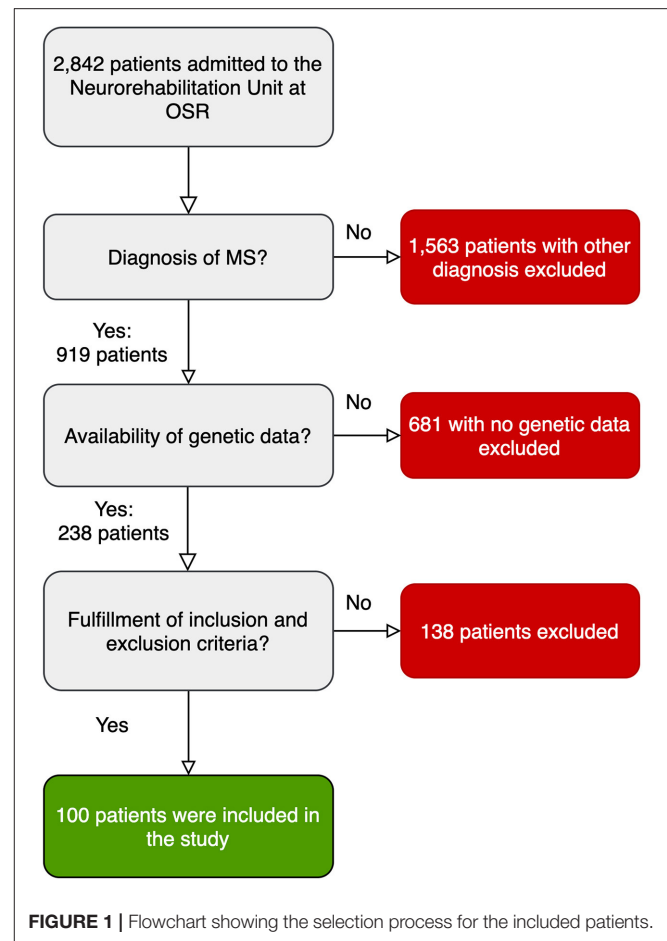 2,842 patients admitted to the
Neurorehabilitation Unit at
OSR
Diagnosis of MS?
No
1,563 patients with other
diagnosis excluded
Yes:
919 patients
Availability of genetic data?
No
681 with no genetic data
excluded
Yes:
238 patients
Fulfillment of inclusion and
exclusion criteria?
No
138 patients excluded
Yes
100 patients were included in
the study
FIGURE 1 | Flowchart showing the selection process for the included patients.